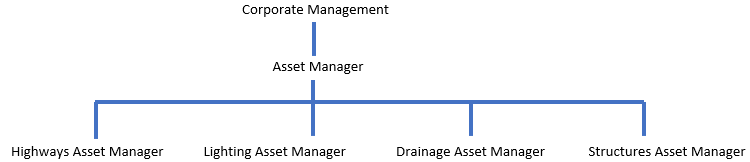 Corporate Management
Asset Manager
Highways Asset Manager
Lighting Asset Manager
Drainage Asset Manager
Structures Asset Manager